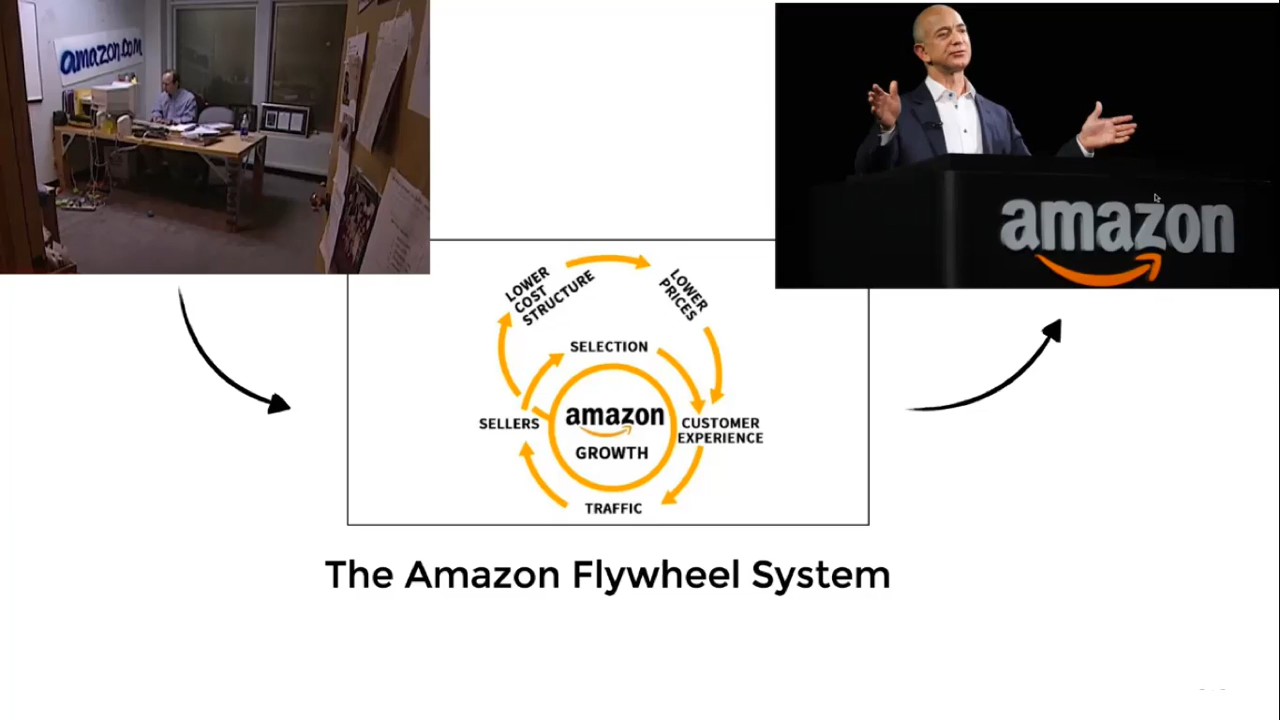 amazon.com
amazon
LOWER
COST
STRUCTURE
LOWER
PRICES
SELECTION
SELLERS
amazon
GROWTH
CUSTOMER
EXPERIENCE
TRAFFIC
The Amazon Flywheel System